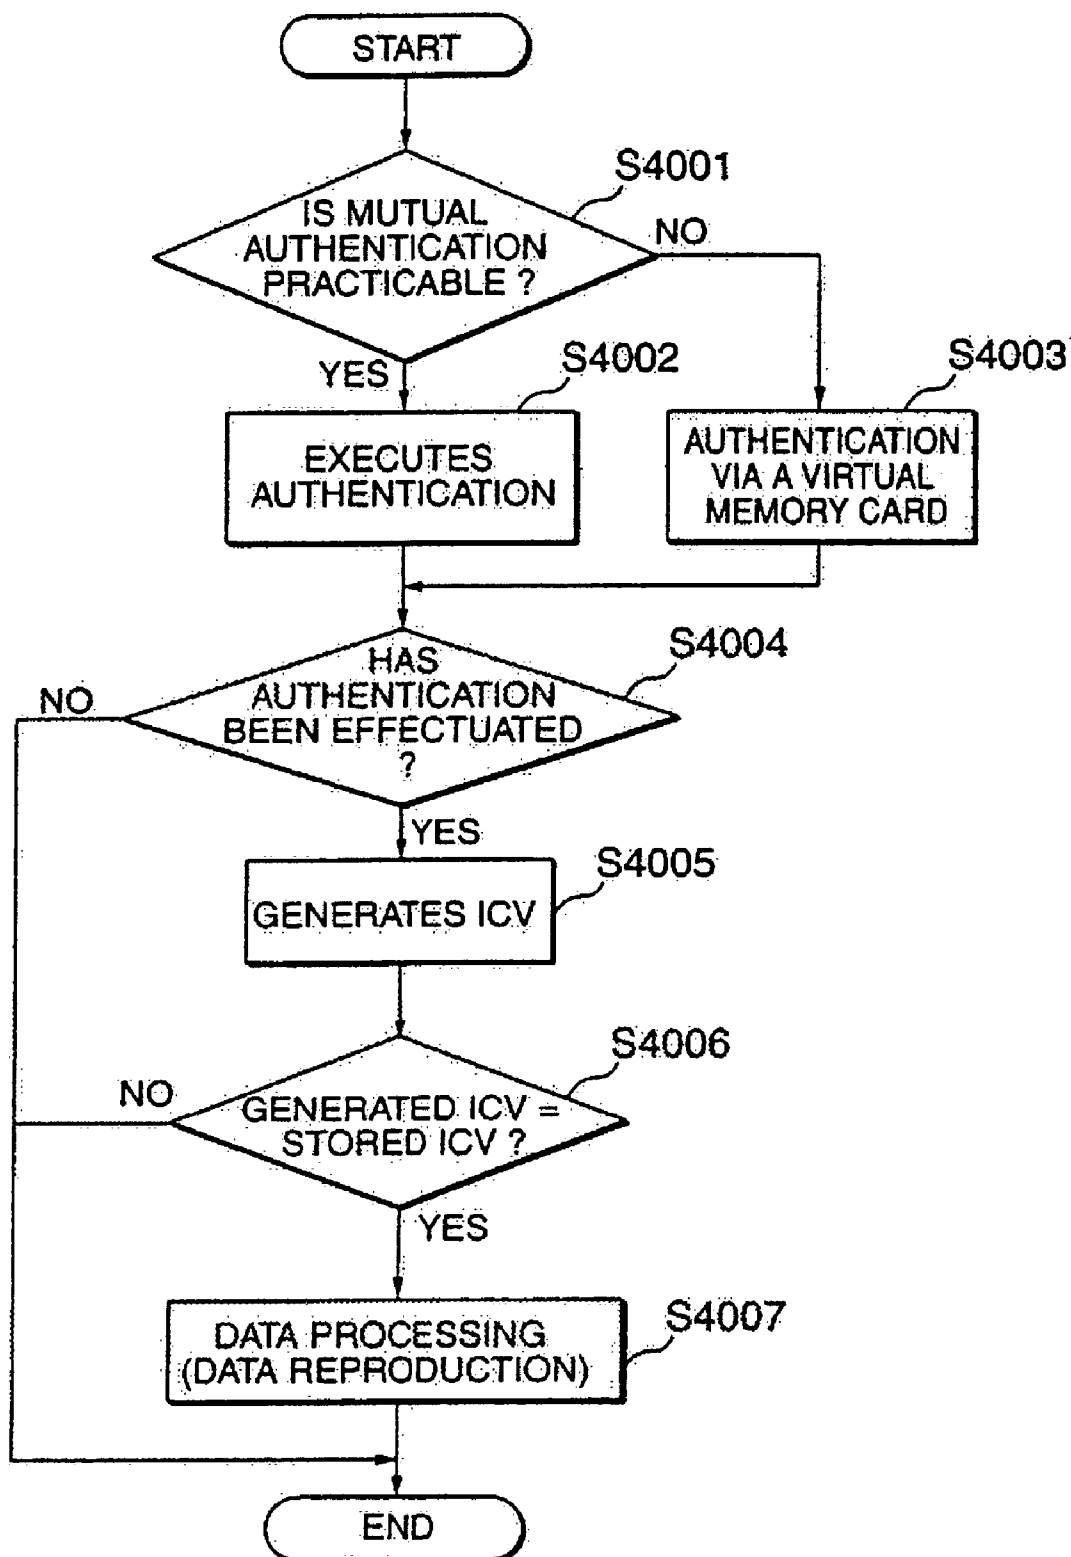 START
S4001
IS MUTUAL
AUTHENTICATION
PRACTICABLE ?
NO
YES
S4002
S4003
EXECUTES
AUTHENTICATION
AUTHENTICATION
VIA A VIRTUAL
MEMORY CARD
S4004
HAS
AUTHENTICATION
BEEN EFFECTUATED
?
NO
YES
S4005
GENERATES ICV
S4006
NO
GENERATED ICV =
STORED ICV ?
YES
S4007
DATA PROCESSING
(DATA REPRODUCTION)
END